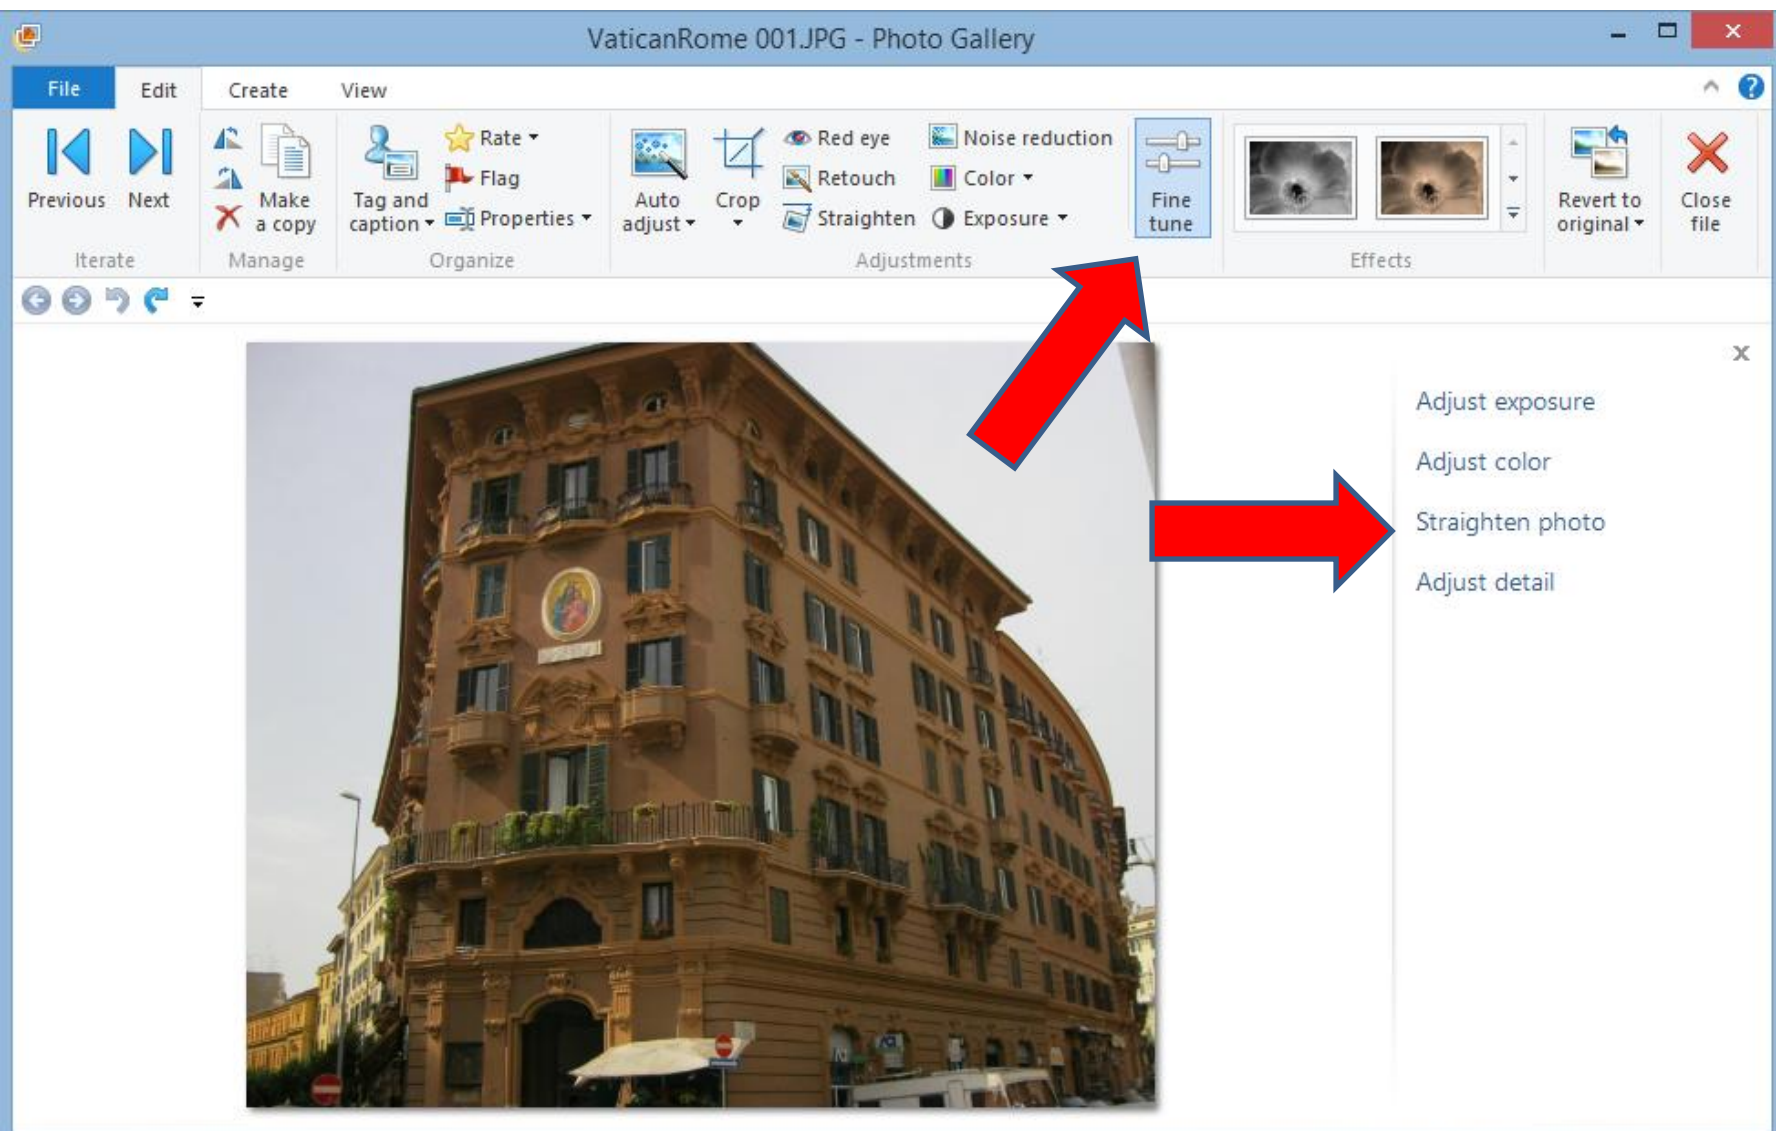 VaticanRome 001.JPG - Photo Gallery
File Edit Create View
Previous
Next
Make
a copy
Tag and
caption
Rate
Flag
Properties
Auto
adjust
Crop
Red eye
Retouch
Straighten
Noise reduction
Color
Exposure
Fine
tune
Revert to
original
Close
file
Iterate Manage Organize Adjustments Effects
Adjust exposure
Adjust color
Straighten photo
Adjust detail